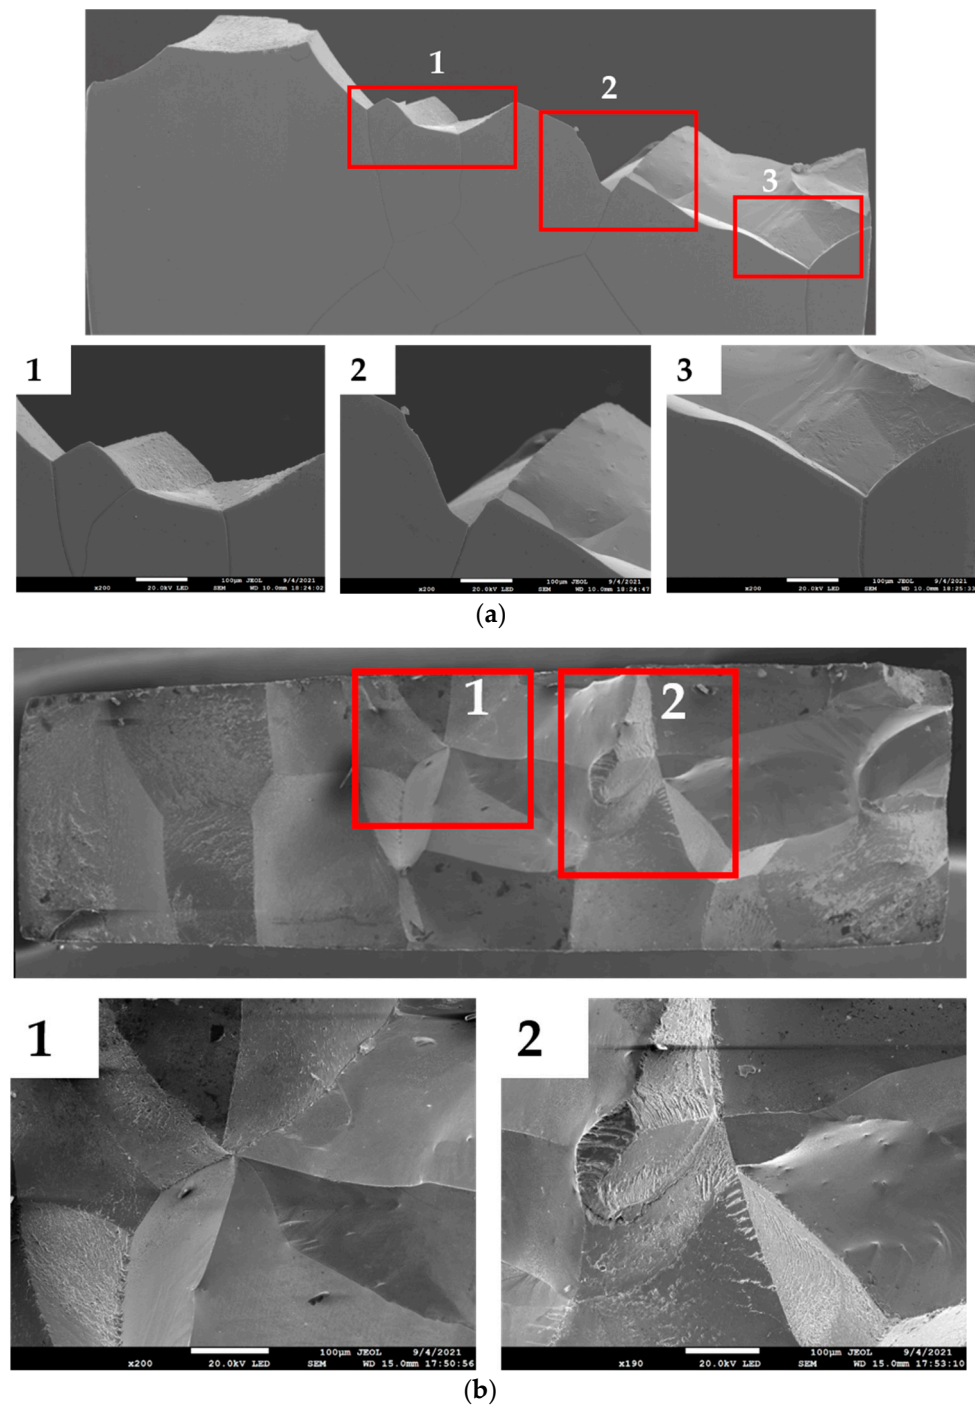 1
2
3
1
2
3
100µm JEOL 9/4/2021
x200 20.0kV LED SEM WD 10.0mm 18:24:02
100µm JEOL 9/4/2021
x200 20.0kV LED SEM WD 10.0mm 18:24:47
100µm JEOL 9/4/2021
x200 20.0kV LED SEM WD 10.0mm 18:25:33
(a)
1
2
1
2
100µm JEOL 9/4/2021
x200 20.0kV LED SEM WD 15.0mm 17:50:56
100µm JEOL 9/4/2021
x190 20.0kV LED SEM WD 15.0mm 17:53:10
(b)